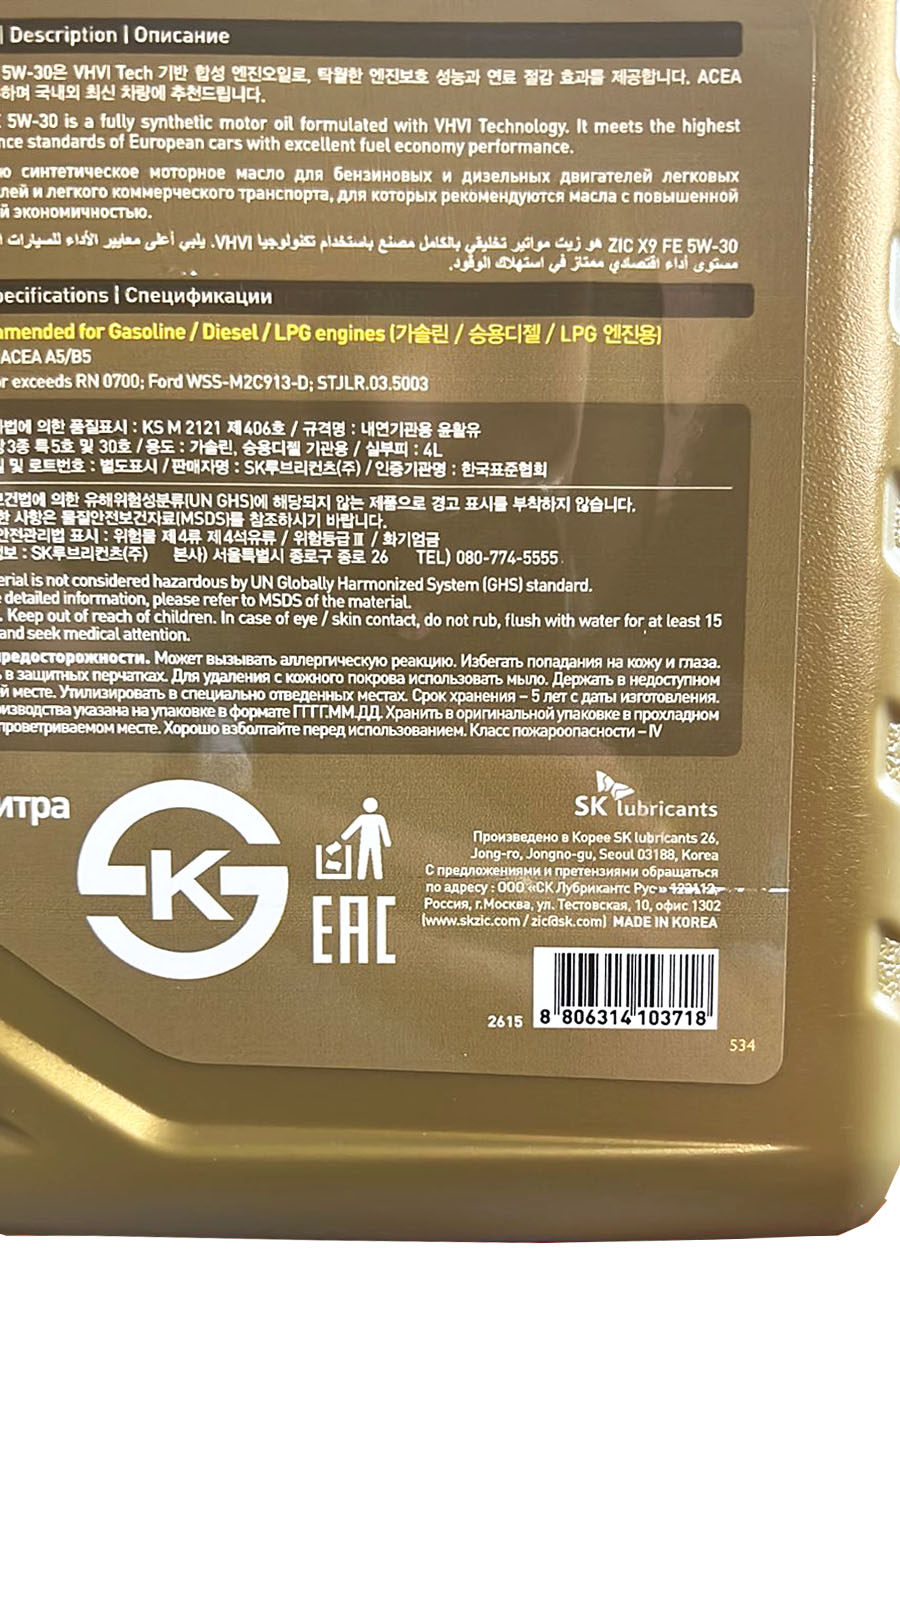 | Description | Описание
5W-30은 VHVI Tech 기반 합성 엔진오일로, 탁월한 엔진보호 성능과 연료 절감 효과를 제공합니다. ACEA
하며 국내외 최신 차량에 추천드립니다.
5W-30 is a fully synthetic motor oil formulated with VHVI Technology. It meets the highest
nce standards of European cars with excellent fuel economy performance.
ю синтетическое моторное масло для бензиновых и дизельных двигателей легковых
лей и легкого коммерческого транспорта, для которых рекомендуются масла с повышенной
й экономичностью.
ZIC X9 FE 5W-30 هو زيت مواتير تخليقي بالكامل مصنع باستخدام تكنولوجيا VHVI. يلبي أعلى معايير الأداء للسيارات
مستوى أداء اقتصادي ممتاز في استهلاك الوقود.
pecifications | Спецификации
mmended for Gasoline / Diesel / LPG engines (가솔린 / 승용디젤 / LPG 엔진용)
ACEA A5/B5
or exceeds RN 0700; Ford WSS-M2C913-D; STJLR.03.5003
법에 의한 품질표시 : KS M 2121 제406호 / 규격명 : 내연기관용 윤활유
3종 특5호 및 30호 / 용도 : 가솔린, 승용디젤 기관용 / 실부피 : 4L
및 로트번호 : 별도표시 / 판매자명 : SK루브리컨츠(주) / 인증기관명 : 한국표준협회
보건법에 의한 유해위험성분류(UN GHS)에 해당되지 않는 제품으로 경고 표시를 부착하지 않습니다.
한 사항은 물질안전보건자료(MSDS)를 참조하시기 바랍니다.
안전관리법 표시 : 위험물 제4류 제4석유류 / 위험등급Ⅲ / 화기엄금
정보 : SK루브리컨츠(주) 본사) 서울특별시 종로구 종로 26 TEL) 080-774-5555
erial is not considered hazardous by UN Globally Harmonized System (GHS) standard.
e detailed information, please refer to MSDS of the material.
. Keep out of reach of children. In case of eye / skin contact, do not rub, flush with water for at least 15
and seek medical attention.
редосторожности. Может вызывать аллергическую реакцию. Избегать попадания на кожу и глаза.
ь в защитных перчатках. Для удаления с кожного покрова использовать мыло. Держать в недоступном
й месте. Утилизировать в специально отведенных местах. Срок хранения – 5 лет с даты изготовления.
изводства указана на упаковке в формате ГГГГ.ММ.ДД. Хранить в оригинальной упаковке в прохладном
проветриваемом месте. Хорошо взболтайте перед использованием. Класс пожароопасности – IV
итра
K
EAC
SK lubricants
Произведено в Корее SK lubricants 26,
Jong-ro, Jongno-gu, Seoul 03188, Korea
С предложениями и претензиями обращаться
по адресу : ООО «СК Лубрикантс Рус» 123112,
Россия, г.Москва, ул. Тестовская, 10, офис 1302
(www.skzic.com / zic@sk.com) MADE IN KOREA
2615
8 806314 103718
534